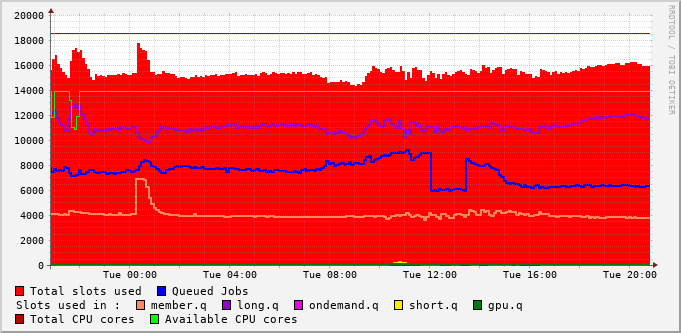 20000
18000
16000
14000
12000
10000
8000
6000
4000
2000
0
Tue 00:00 Tue 04:00 Tue 08:00 Tue 12:00 Tue 16:00 Tue 20:00
RRDTOOL / TOBI OETIKER
Total slots used Queued Jobs
Slots used in : member.q long.q ondemand.q short.q gpu.q
Total CPU cores Available CPU cores